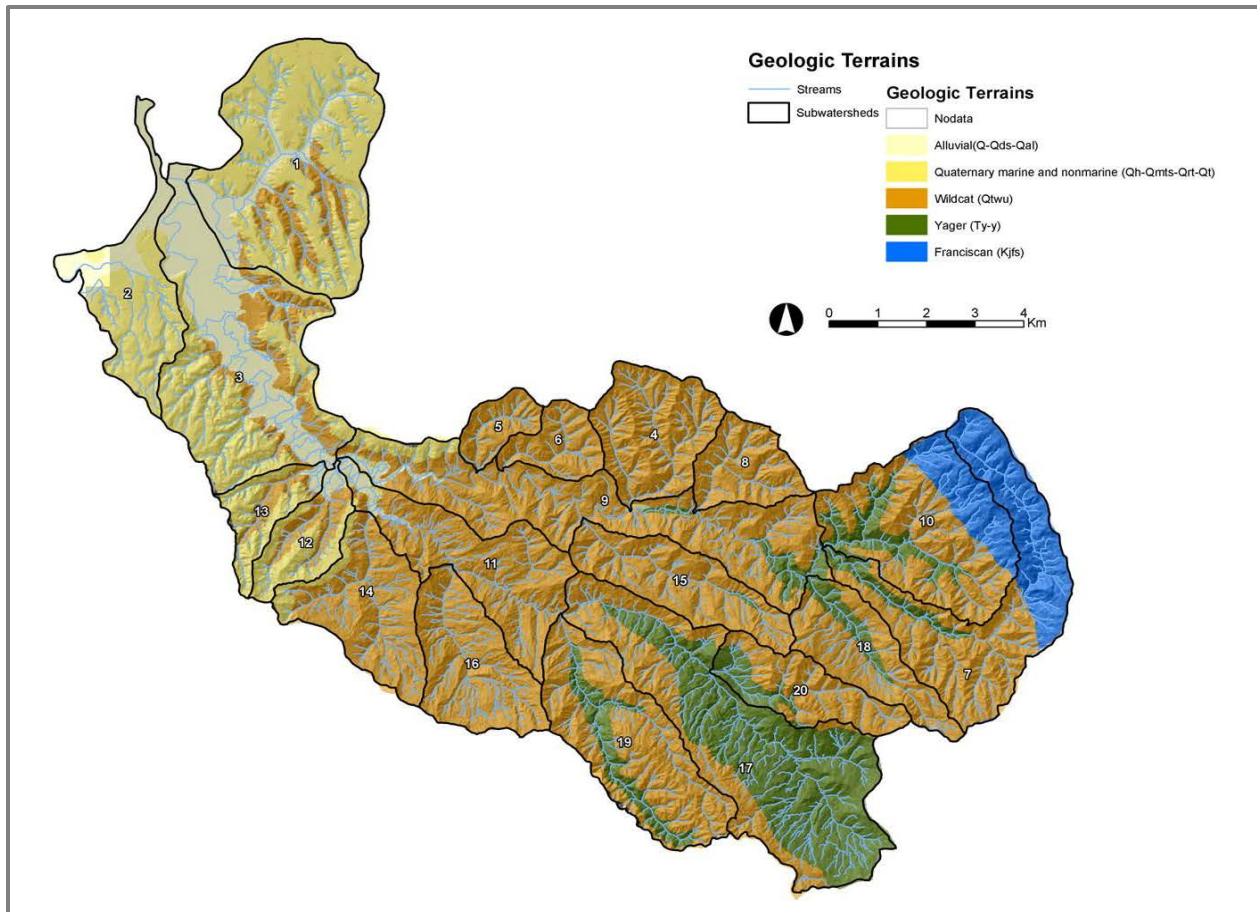 Geologic Terrains
Streams
Subwatersheds
Geologic Terrains
Nodata
Alluvial(Q-Qds-Qal)
Quaternary marine and nonmarine (Qh-Qmts-Qrt-Qt)
Wildcat (Qtwu)
Yager (Ty-y)
Franciscan (Kjfs)
0 1 2 3 4
Km
1
2
3
5
6
4
8
9
10
13
12
11
14
15
16
18
7
20
19
17